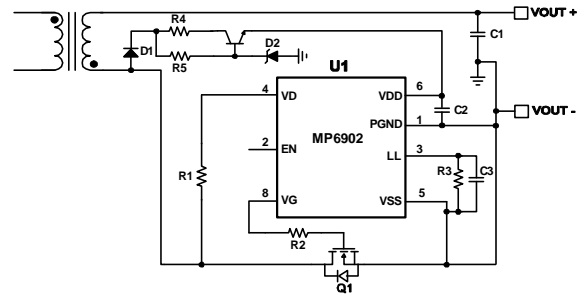 R4
VOUT +
D1
D2
C1
R5
U1
4
VD
VDD
6
C2
VOUT -
PGND
1
MP6902
2
EN
LL
3
R1
R3
C3
8
VG
VSS
5
R2
Q1